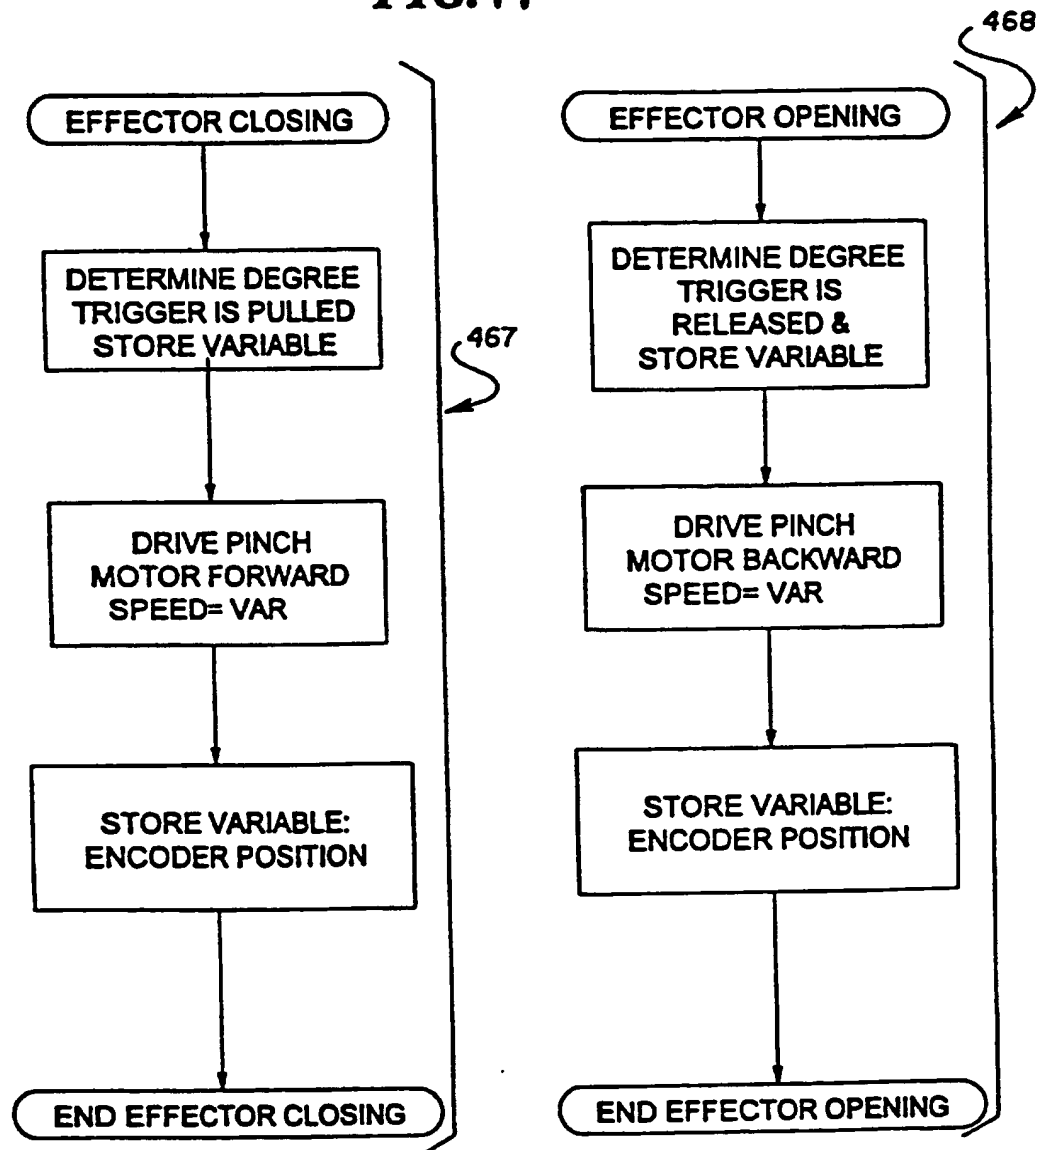 468
EFFECTOR CLOSING
DETERMINE DEGREE
TRIGGER IS PULLED
STORE VARIABLE
467
DRIVE PINCH
MOTOR FORWARD
SPEED= VAR
STORE VARIABLE:
ENCODER POSITION
END EFFECTOR CLOSING
EFFECTOR OPENING
DETERMINE DEGREE
TRIGGER IS
RELEASED &
STORE VARIABLE
DRIVE PINCH
MOTOR BACKWARD
SPEED= VAR
STORE VARIABLE:
ENCODER POSITION
END EFFECTOR OPENING